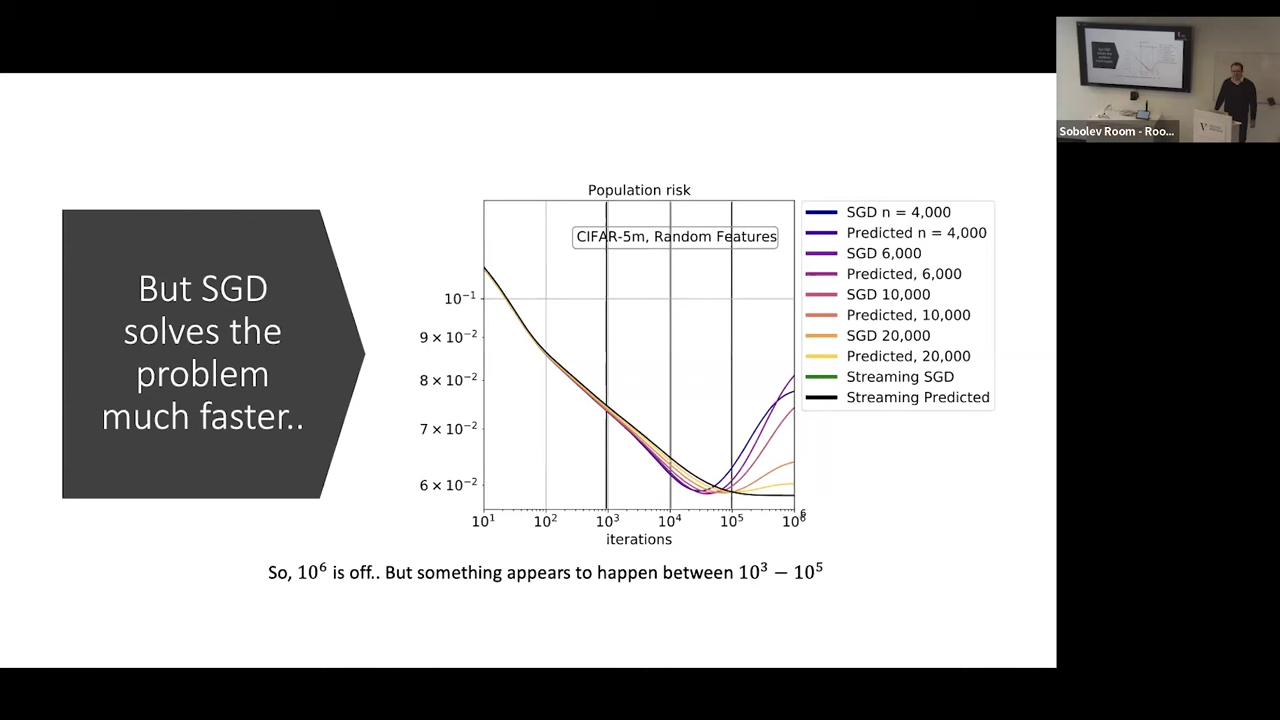 But SGD
solves the
problem
much faster..
Population risk
CIFAR-5m, Random Features
10⁻¹
9 × 10⁻²
8 × 10⁻²
7 × 10⁻²
6 × 10⁻²
10¹ 10² 10³ 10⁴ 10⁵ 10⁶
6
iterations
SGD n = 4,000
Predicted n = 4,000
SGD 6,000
Predicted, 6,000
SGD 10,000
Predicted, 10,000
SGD 20,000
Predicted, 20,000
Streaming SGD
Streaming Predicted
So, 10⁶ is off.. But something appears to happen between 10³ − 10⁵
Sobolev Room - Roo...